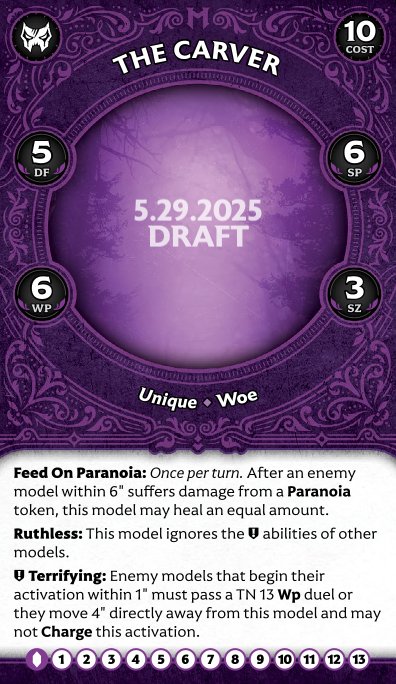 THE CARVER
10
COST
5
DF
6
SP
5.29.2025
DRAFT
6
WP
3
SZ
Unique ◆ Woe
Feed On Paranoia: Once per turn. After an enemy
model within 6" suffers damage from a Paranoia
token, this model may heal an equal amount.
Ruthless: This model ignores the abilities of other
models.
Terrifying: Enemy models that begin their
activation within 1" must pass a TN 13 Wp duel or
they move 4" directly away from this model and may
not Charge this activation.
1 2 3 4 5 6 7 8 9 10 11 12 13